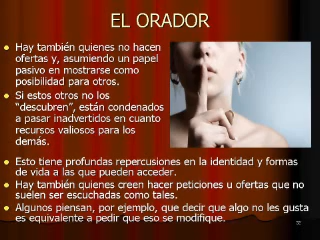 EL ORADOR
Hay también quienes no hacen
ofertas y, asumiendo un papel
pasivo en mostrarse como
posibilidad para otros.
Si estos otros no los
“descubren”, están condenados
a pasar inadvertidos en cuanto
recursos valiosos para los
demás.
Esto tiene profundas repercusiones en la identidad y formas
de vida a las que pueden acceder.
Hay también quienes creen hacer peticiones u ofertas que no
suelen ser escuchadas como tales.
Algunos piensan, por ejemplo, que decir que algo no les gusta
es equivalente a pedir que eso se modifique.